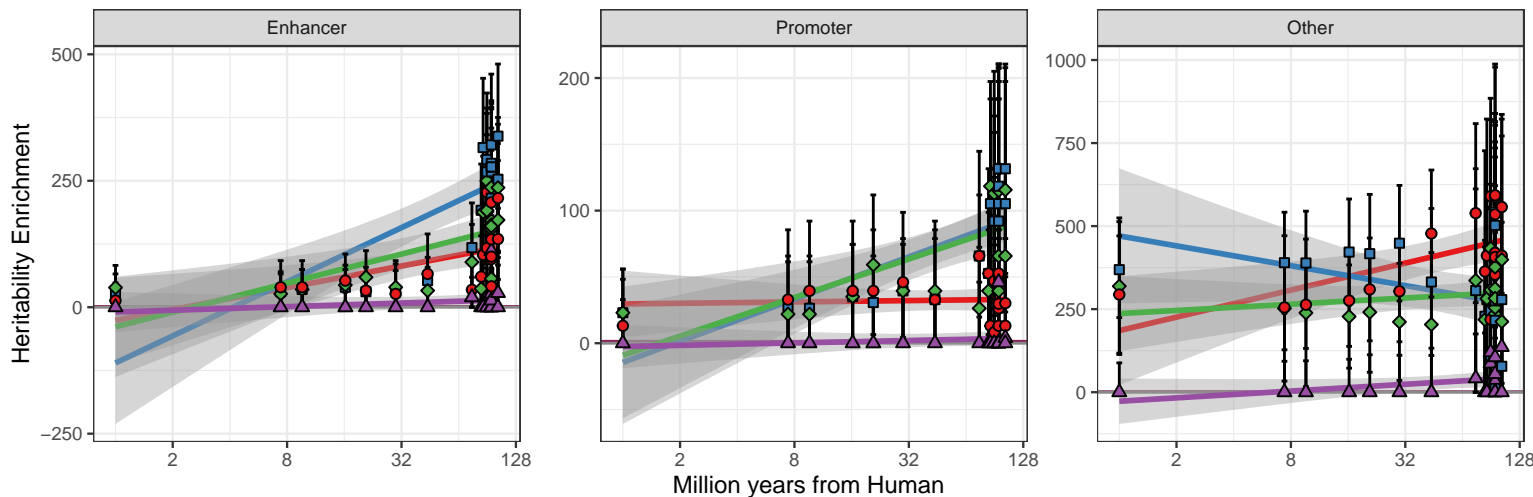 Enhancer
Promoter
Other
Heritability Enrichment
500
250
0
−250
200
100
0
1000
750
500
250
0
2 8 32 128
2 8 32 128
2 8 32 128
Million years from Human